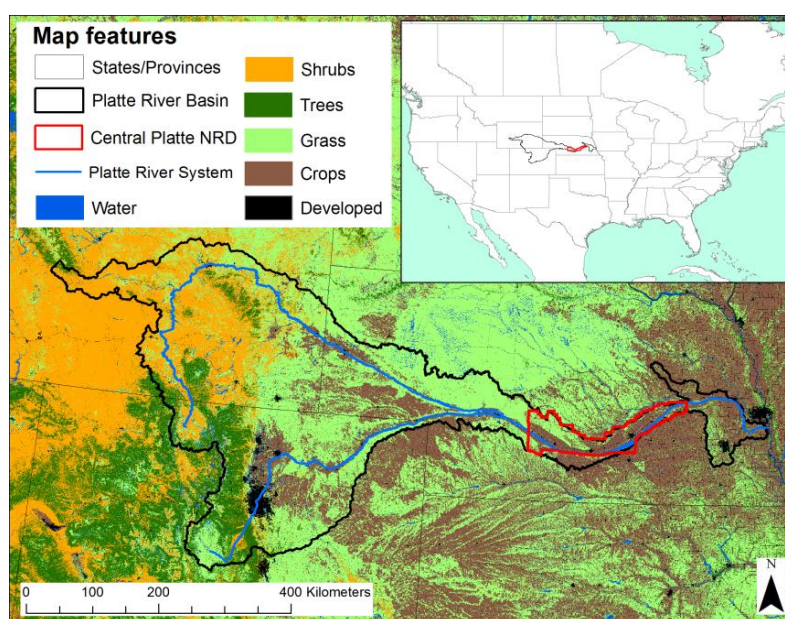 Map features
States/Provinces
Platte River Basin
Central Platte NRD
Platte River System
Water
Shrubs
Trees
Grass
Crops
Developed
0 100 200 400 Kilometers
N